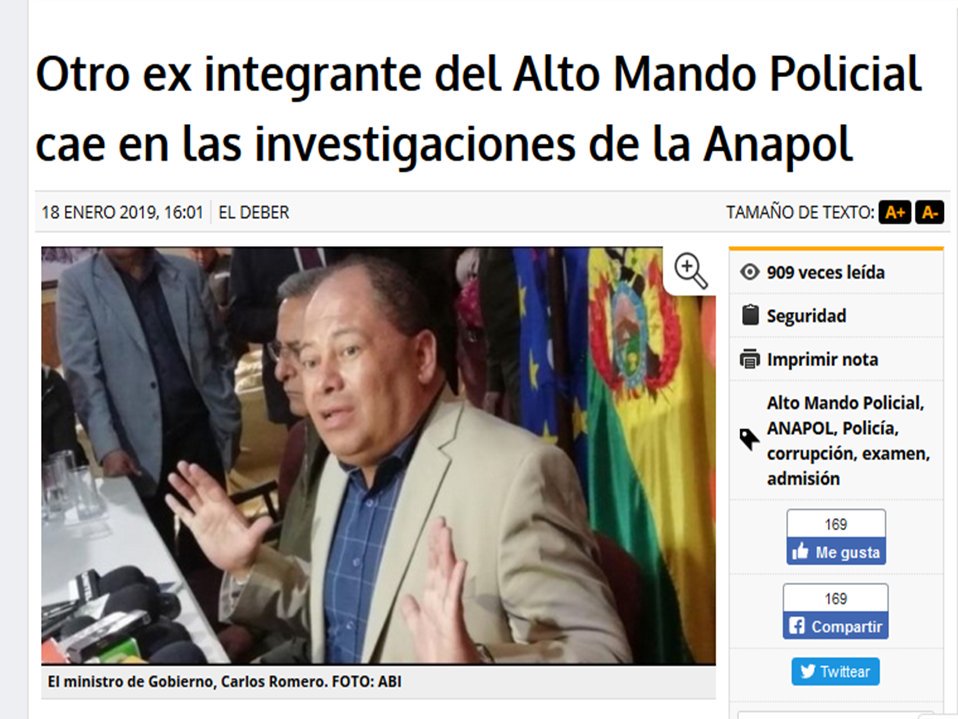 Otro ex integrante del Alto Mando Policial
cae en las investigaciones de la Anapol
18 ENERO 2019, 16:01 EL DEBER
TAMAÑO DE TEXTO: A+ A-
909 veces leída
Seguridad
Imprimir nota
Alto Mando Policial,
ANAPOL, Policía,
corrupción, examen,
admisión
169
Me gusta
169
Compartir
Twittear
El ministro de Gobierno, Carlos Romero. FOTO: ABI